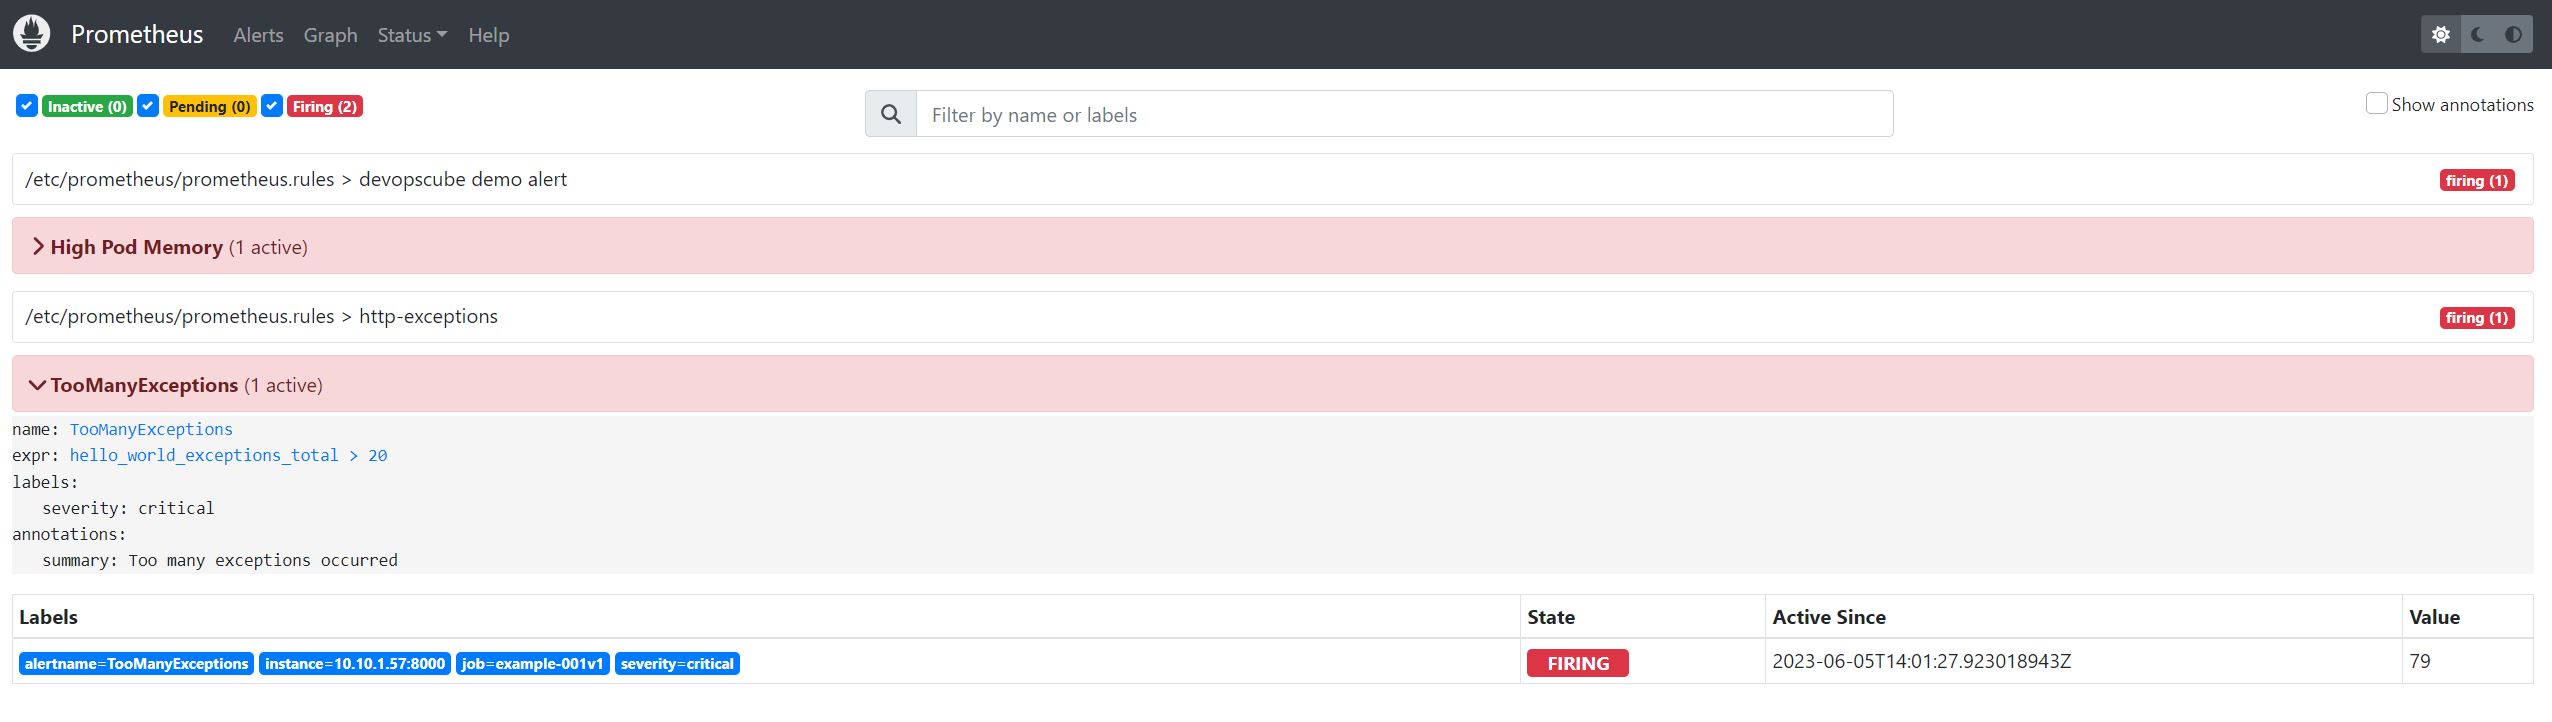 Prometheus Alerts Graph Status Help
Inactive (0) Pending (0) Firing (2)
Filter by name or labels
Show annotations
/etc/prometheus/prometheus.rules > devopscube demo alert
firing (1)
High Pod Memory (1 active)
/etc/prometheus/prometheus.rules > http-exceptions
firing (1)
TooManyExceptions (1 active)
name: TooManyExceptions
expr: hello_world_exceptions_total > 20
labels:
severity: critical
annotations:
summary: Too many exceptions occurred
Labels State Active Since Value
alertname=TooManyExceptions instance=10.10.1.57:8000 job=example-001v1 severity=critical FIRING 2023-06-05T14:01:27.923018943Z 79